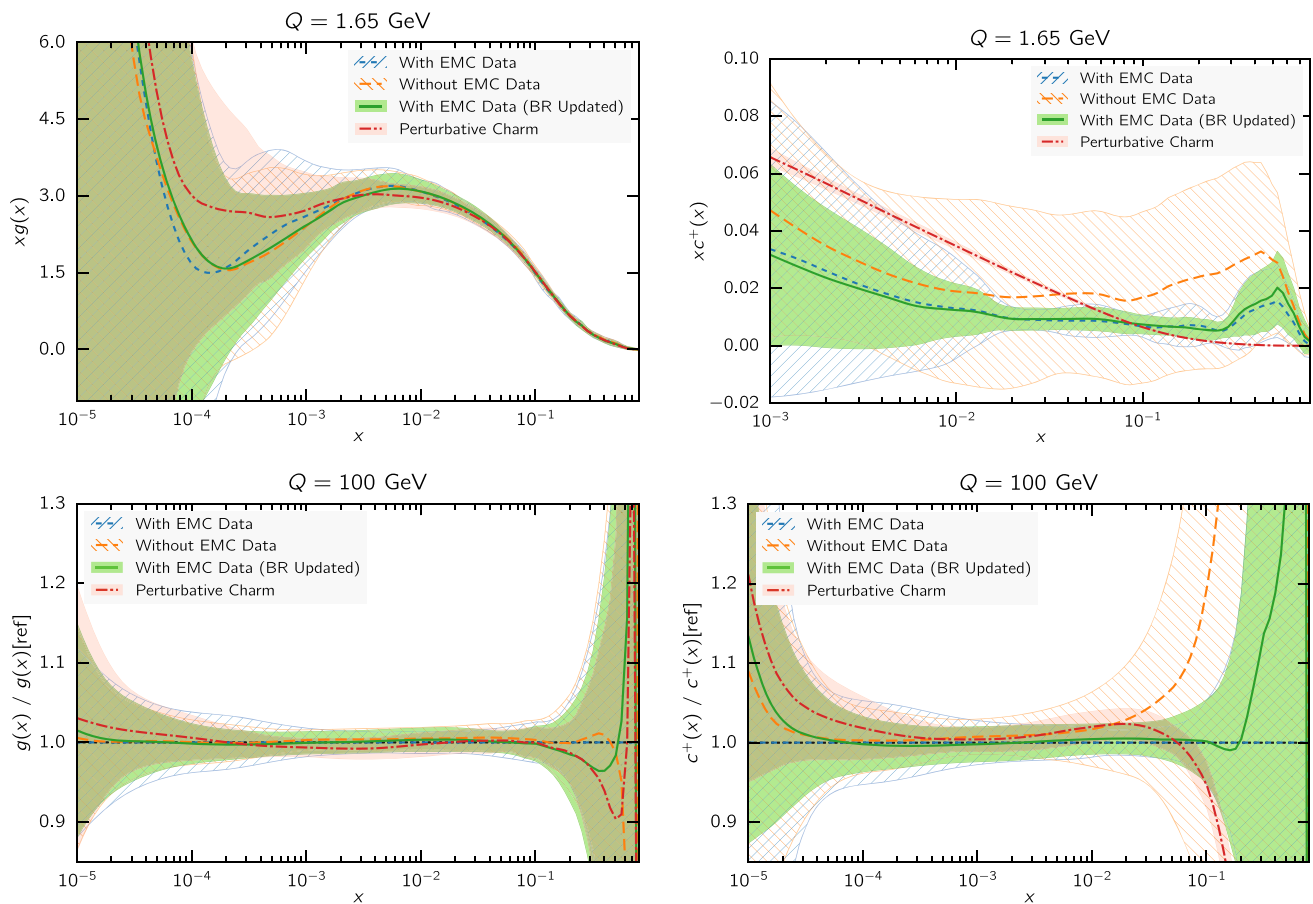 Q = 1.65 GeV
6.0
4.5
3.0
1.5
0.0
xg(x)
With EMC Data
Without EMC Data
With EMC Data (BR Updated)
Perturbative Charm
10⁻⁵
10⁻⁴
10⁻³
10⁻²
10⁻¹
x
Q = 1.65 GeV
0.10
0.08
0.06
0.04
0.02
0.00
−0.02
xc⁺(x)
With EMC Data
Without EMC Data
With EMC Data (BR Updated)
Perturbative Charm
10⁻³
10⁻²
10⁻¹
x
Q = 100 GeV
1.3
1.2
1.1
1.0
0.9
g(x) / g(x)[ref]
With EMC Data
Without EMC Data
With EMC Data (BR Updated)
Perturbative Charm
10⁻⁵
10⁻⁴
10⁻³
10⁻²
10⁻¹
x
Q = 100 GeV
1.3
1.2
1.1
1.0
0.9
c⁺(x) / c⁺(x)[ref]
With EMC Data
Without EMC Data
With EMC Data (BR Updated)
Perturbative Charm
10⁻⁵
10⁻⁴
10⁻³
10⁻²
10⁻¹
x